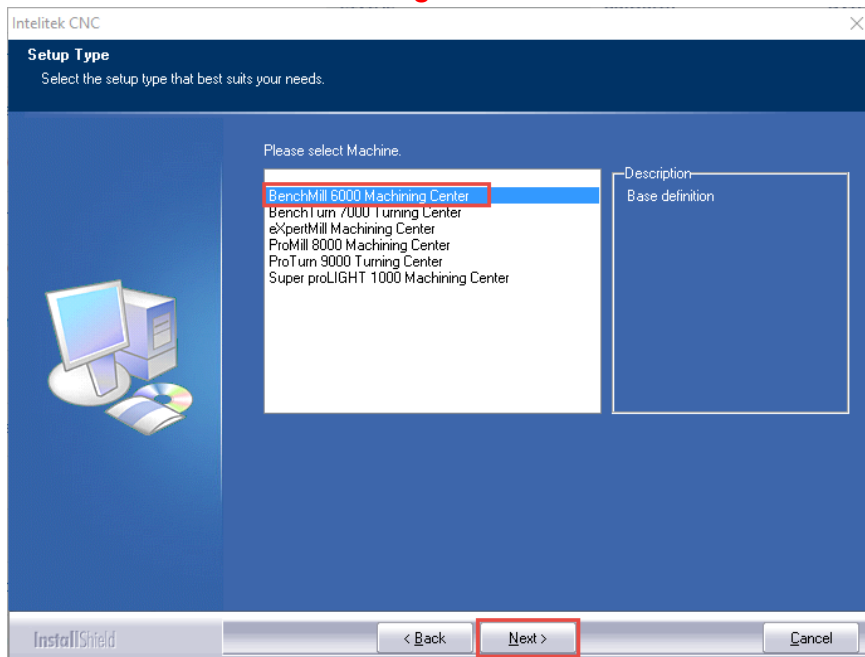 Intelitek CNC
Setup Type
Select the setup type that best suits your needs.
Please select Machine.
BenchMill 6000 Machining Center
BenchTurn 7000 Turning Center
eXpertMill Machining Center
ProMill 8000 Machining Center
ProTurn 9000 Turning Center
Super proLIGHT 1000 Machining Center
Description
Base definition
InstallShield
< Back
Next >
Cancel